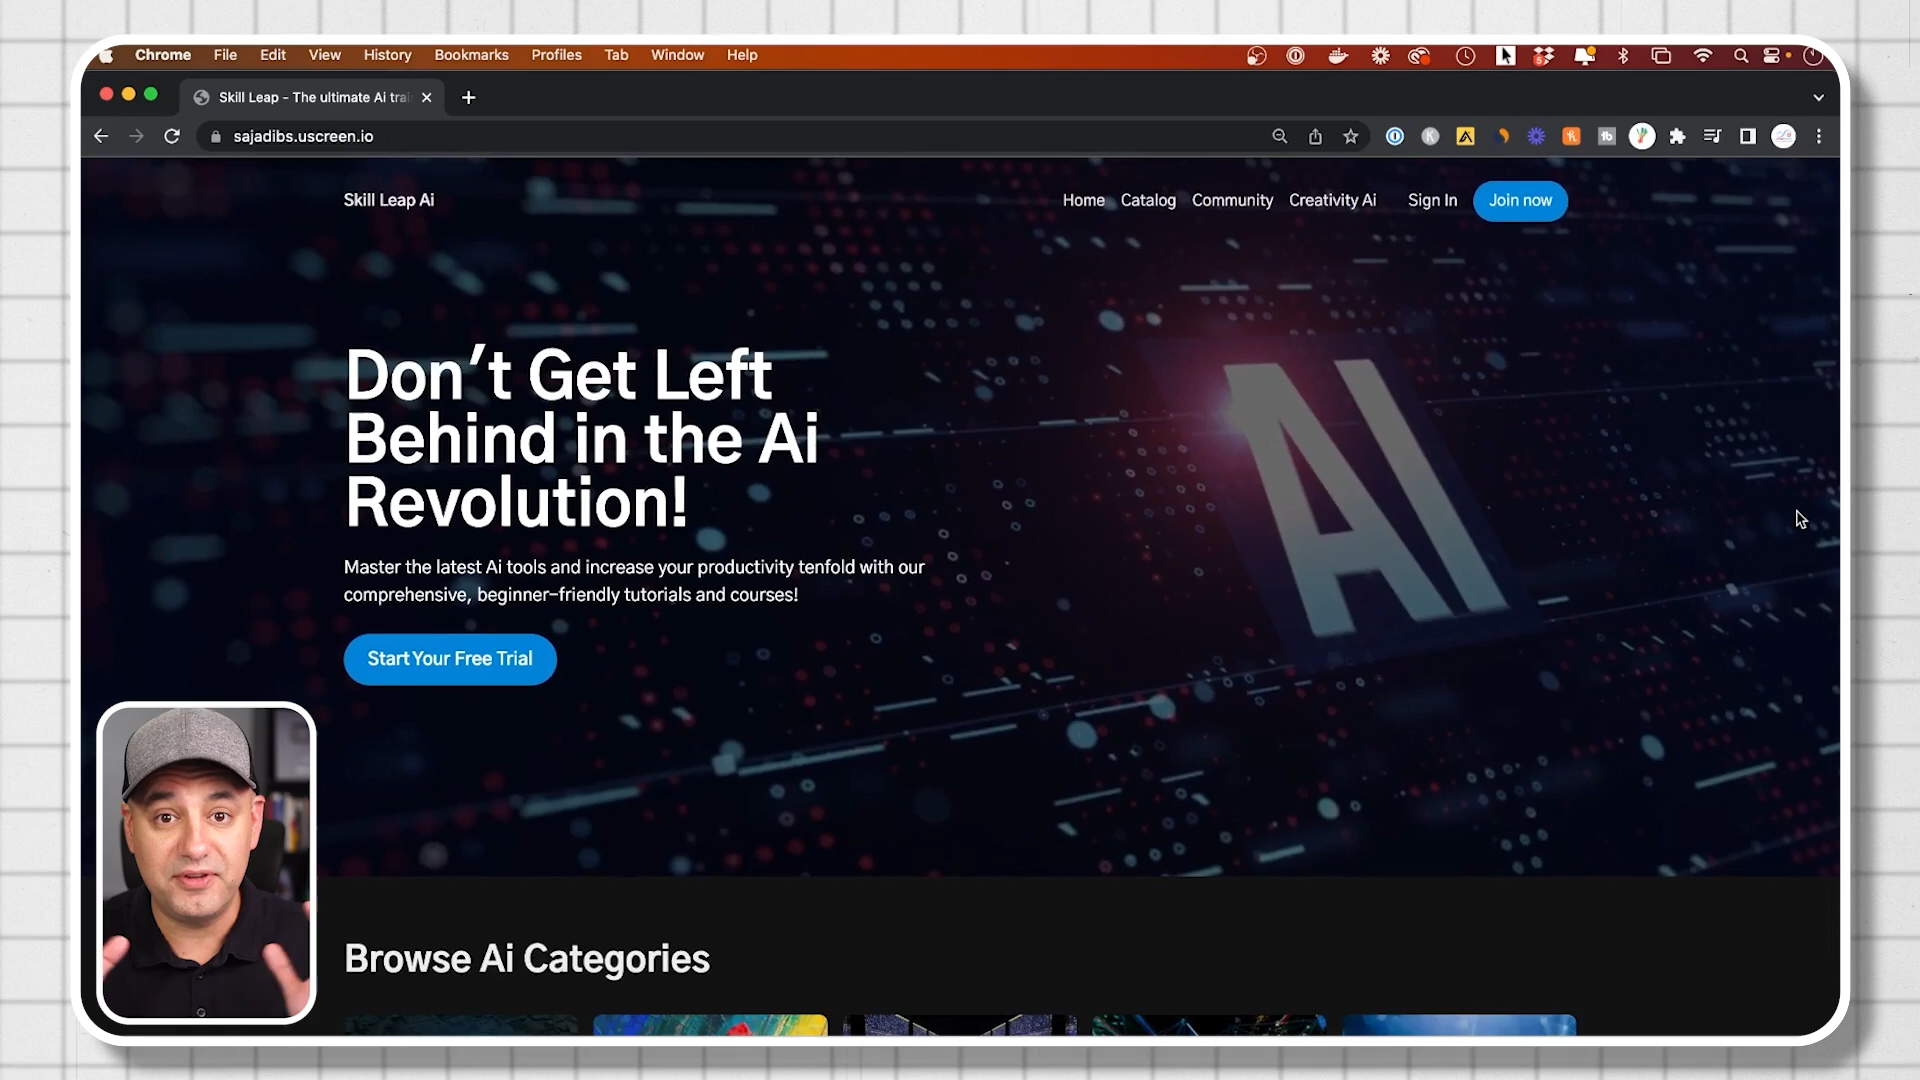 Chrome File Edit View History Bookmarks Profiles Tab Window Help
Skill Leap - The ultimate Ai trai
sajadibs.uscreen.io
Skill Leap Ai
Home Catalog Community Creativity Ai Sign In Join now
Don't Get Left
Behind in the Ai
Revolution!
AI
Master the latest Ai tools and increase your productivity tenfold with our
comprehensive, beginner-friendly tutorials and courses!
Start Your Free Trial
Browse Ai Categories